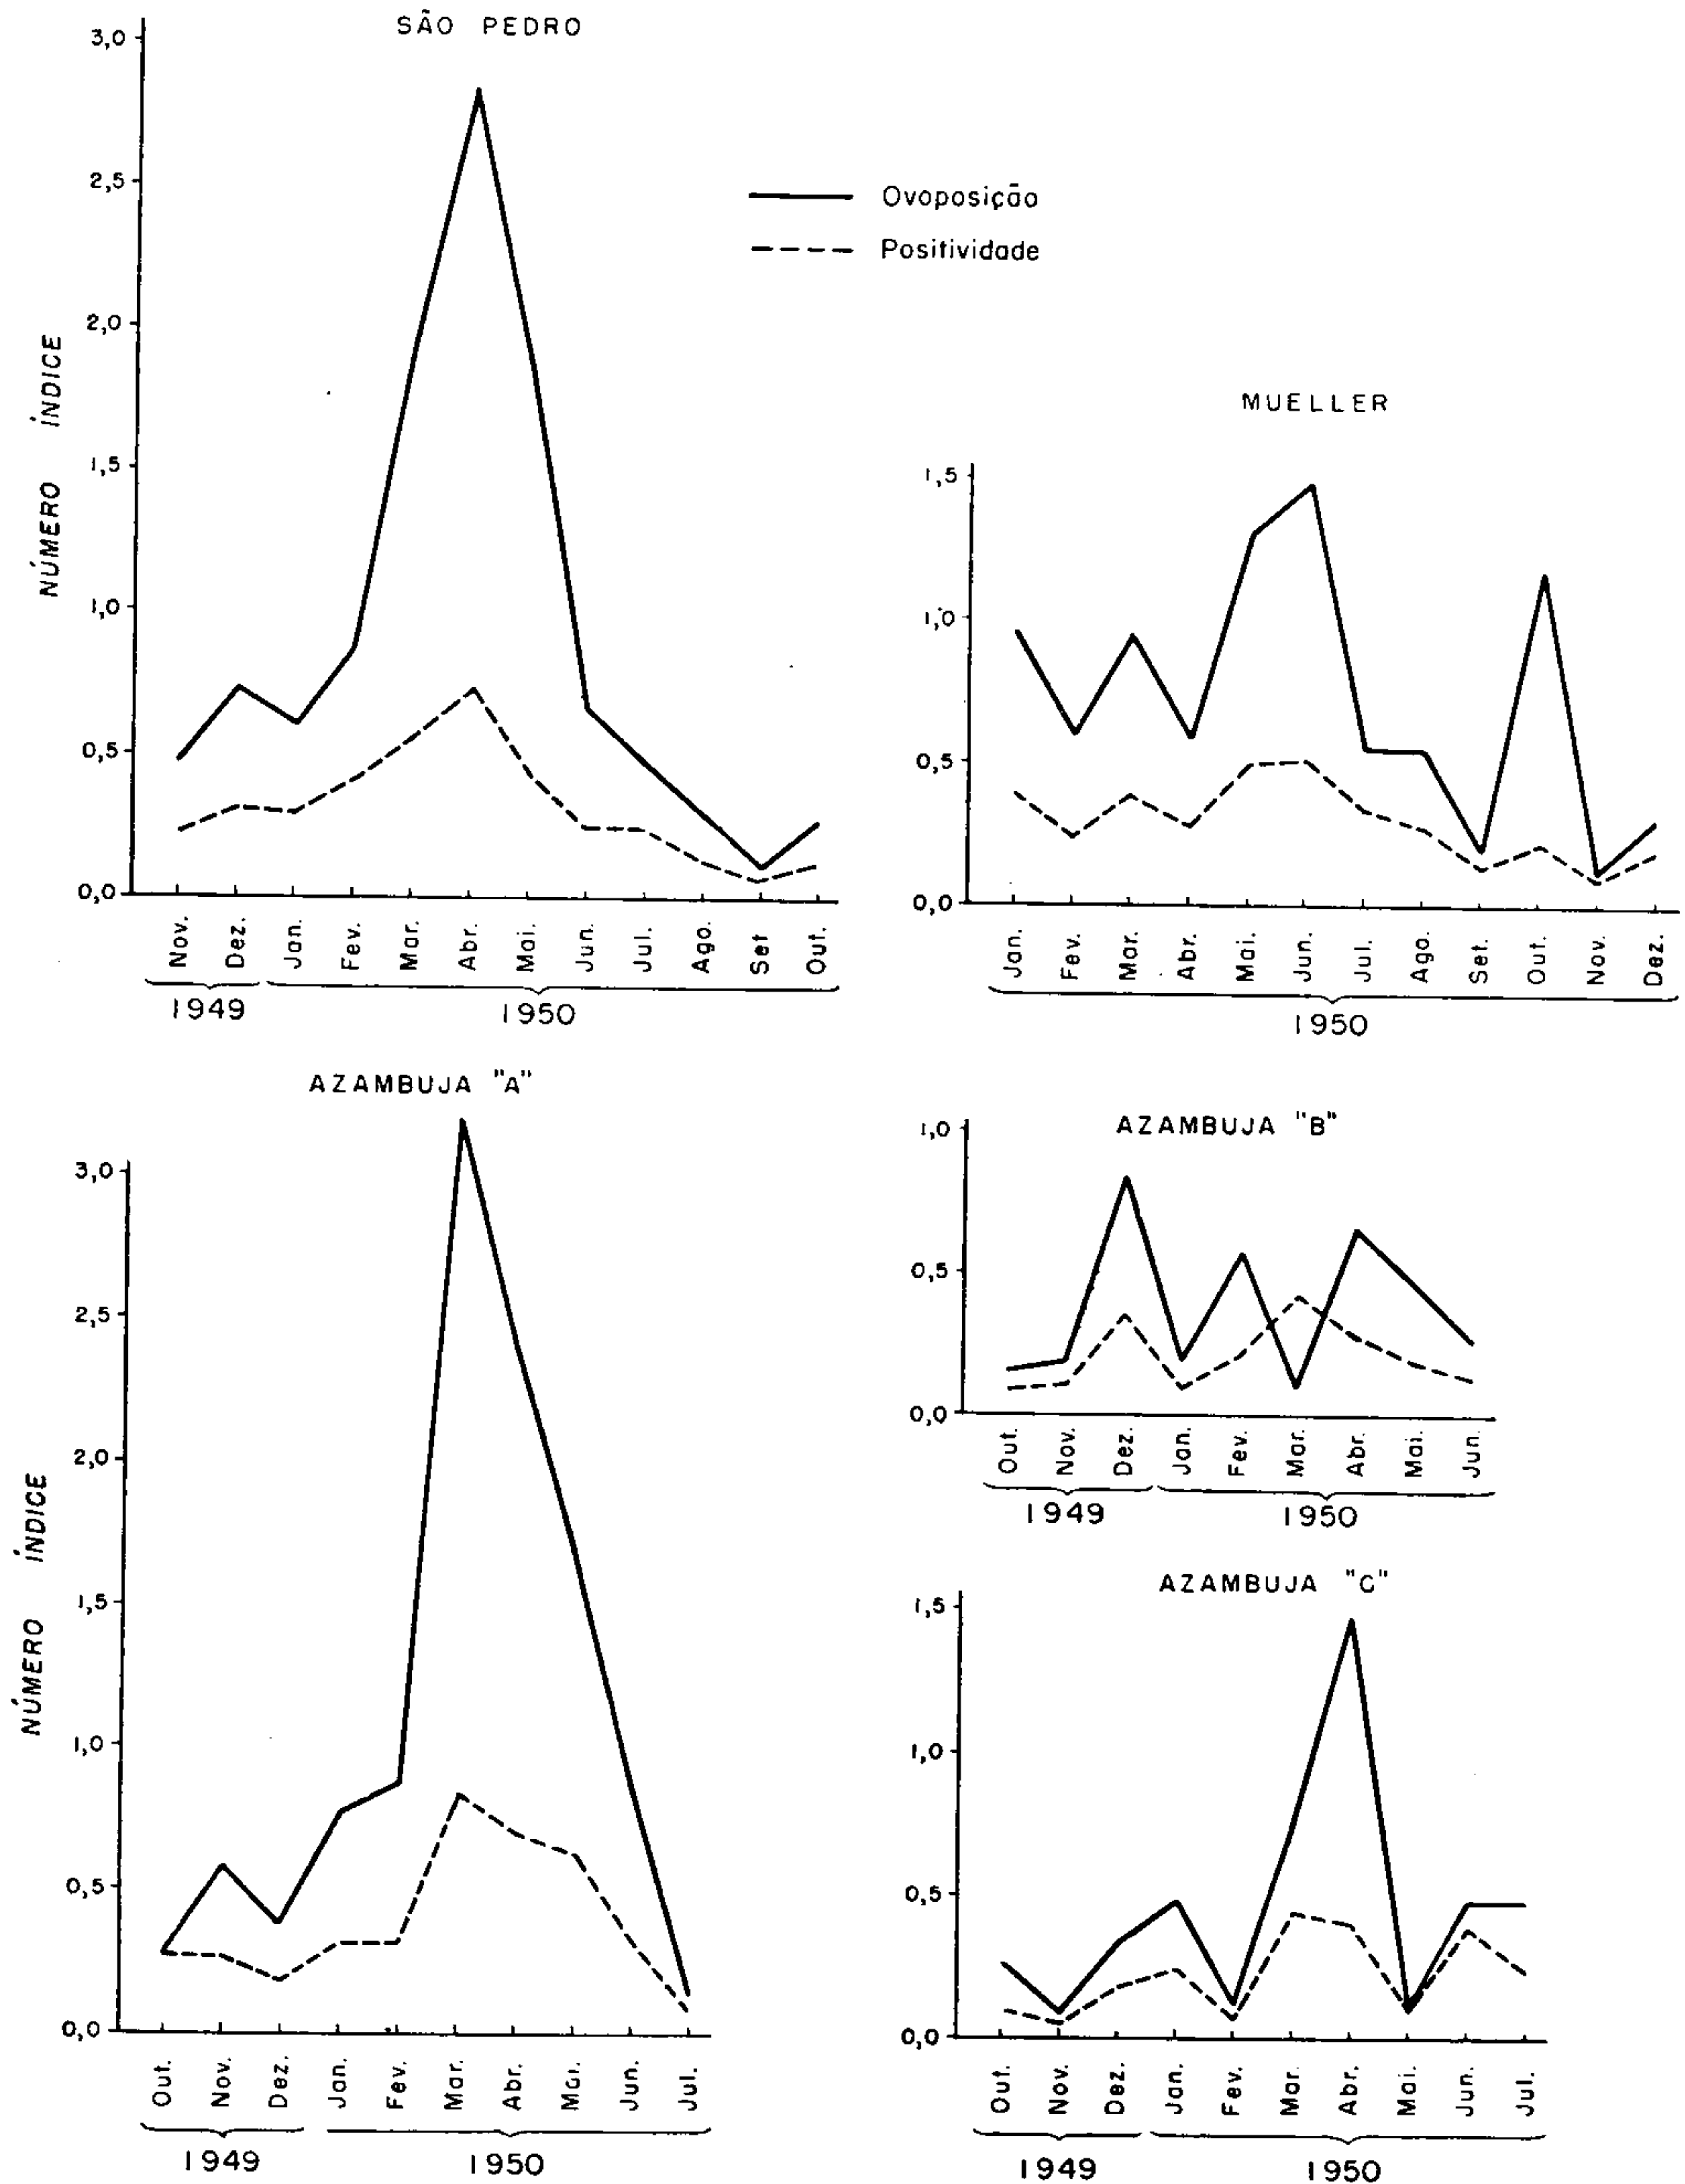 SÃO PEDRO
3,0
2,5
2,0
1,5
1,0
0,5
0,0
NÚMERO ÍNDICE
Nov. Dez. Jan. Fev. Mar. Abr. Mai. Jun. Jul. Ago. Set Out.
1949 1950
Ovoposição
Positividade
MUELLER
1,5
1,0
0,5
0,0
Jan. Fev. Mar. Abr. Mai. Jun. Jul. Ago. Set. Out. Nov. Dez.
1950
AZAMBUJA "A"
3,0
2,5
2,0
1,5
1,0
0,5
0,0
NÚMERO ÍNDICE
Out. Nov. Dez. Jan. Fev. Mar. Abr. Mai. Jun. Jul.
1949 1950
AZAMBUJA "B"
1,0
0,5
0,0
Out. Nov. Dez. Jan. Fev. Mar. Abr. Mai. Jun.
1949 1950
AZAMBUJA "C"
1,5
1,0
0,5
0,0
Out. Nov. Dez. Jan. Fev. Mar. Abr. Mai. Jun. Jul.
1949 1950